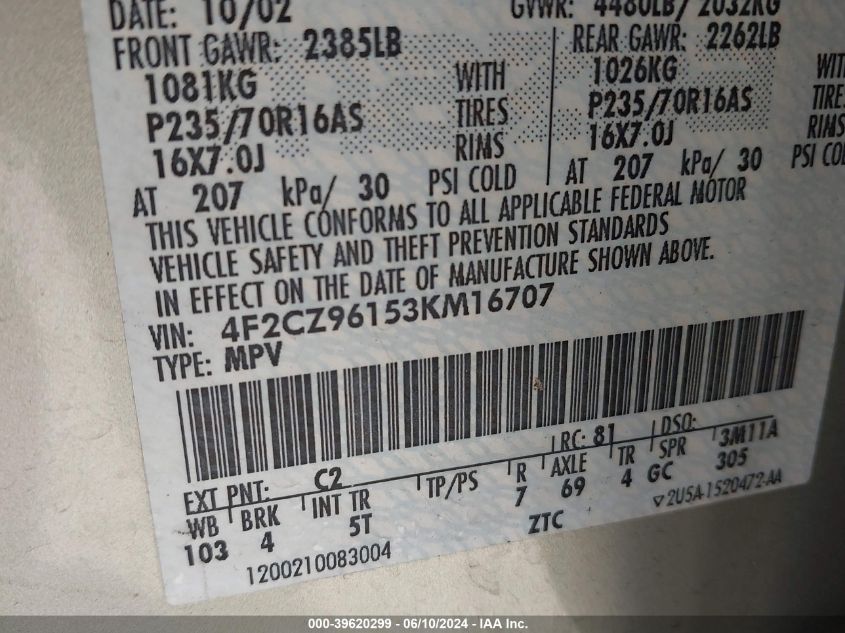 DATE: 10/02 GVWR: 4480LB/ 2032KG
FRONT GAWR: 2385LB REAR GAWR: 2262LB
1081KG WITH 1026KG WIT
P235/70R16AS TIRES P235/70R16AS TIRE
16X7.0J RIMS 16X7.0J RIMS
AT 207 kPa/ 30 PSI COLD AT 207 kPa/ 30 PSI CO
THIS VEHICLE CONFORMS TO ALL APPLICABLE FEDERAL MOTOR
VEHICLE SAFETY AND THEFT PREVENTION STANDARDS
IN EFFECT ON THE DATE OF MANUFACTURE SHOWN ABOVE.
VIN: 4F2CZ96153KM16707
TYPE: MPV
EXT PNT: C2 RC: 81 DSO:
WB BRK INT TR TP/PS R AXLE TR SPR 3M11A
103 4 5T 7 69 4 GC 305
1200210083004 ZTC 2U5A-1520472-AA
000-39620299 - 06/10/2024 - IAA Inc.